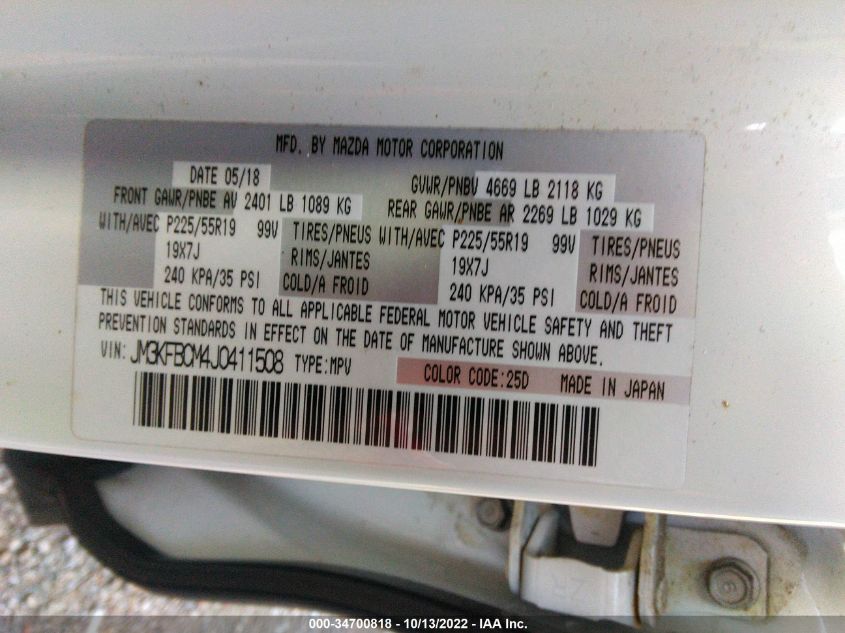 MFD. BY MAZDA MOTOR CORPORATION
DATE 05/18 GVWR/PNBV 4669 LB 2118 KG
FRONT GAWR/PNBE AV 2401 LB 1089 KG REAR GAWR/PNBE AR 2269 LB 1029 KG
WITH/AVEC P225/55R19 99V TIRES/PNEUS WITH/AVEC P225/55R19 99V TIRES/PNEUS
19X7J RIMS/JANTES 19X7J RIMS/JANTES
240 KPA/35 PSI COLD/A FROID 240 KPA/35 PSI COLD/A FROID
THIS VEHICLE CONFORMS TO ALL APPLICABLE FEDERAL MOTOR VEHICLE SAFETY AND THEFT
PREVENTION STANDARDS IN EFFECT ON THE DATE OF MANUFACTURE SHOWN ABOVE.
VIN: JM3KFBCM4J0411508 TYPE:MPV COLOR CODE:25D MADE IN JAPAN
ZR
000-34700818 - 10/13/2022 - IAA Inc.